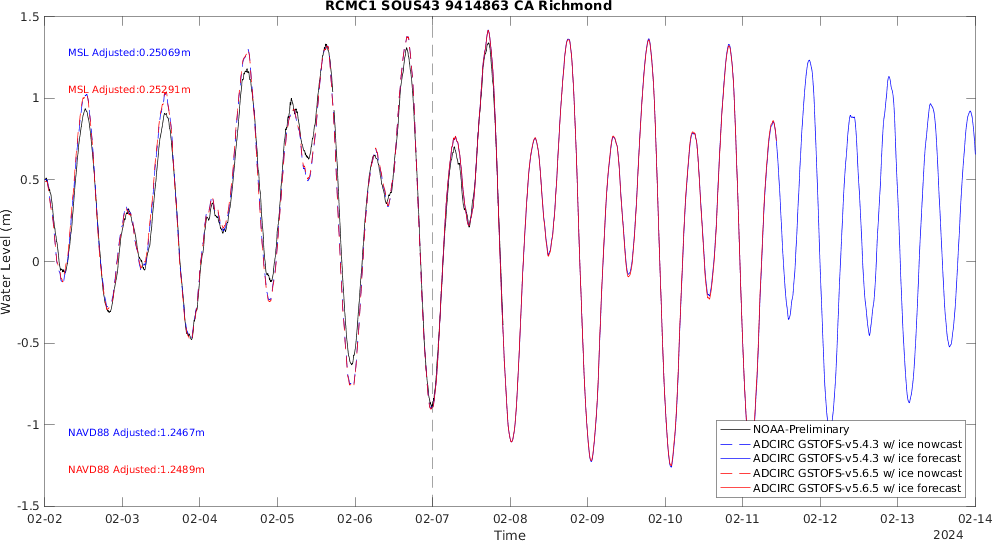 RCMC1 SOUS43 9414863 CA Richmond
1.5
MSL Adjusted:0.25069m
MSL Adjusted:0.25291m
1
0.5
Water Level (m)
0
-0.5
-1
NAVD88 Adjusted:1.2467m
NAVD88 Adjusted:1.2489m
NOAA-Preliminary
ADCIRC GSTOFS-v5.4.3 w/ ice nowcast
ADCIRC GSTOFS-v5.4.3 w/ ice forecast
ADCIRC GSTOFS-v5.6.5 w/ ice nowcast
ADCIRC GSTOFS-v5.6.5 w/ ice forecast
-1.5
02-02 02-03 02-04 02-05 02-06 02-07 02-08 02-09 02-10 02-11 02-12 02-13 02-14
Time
2024